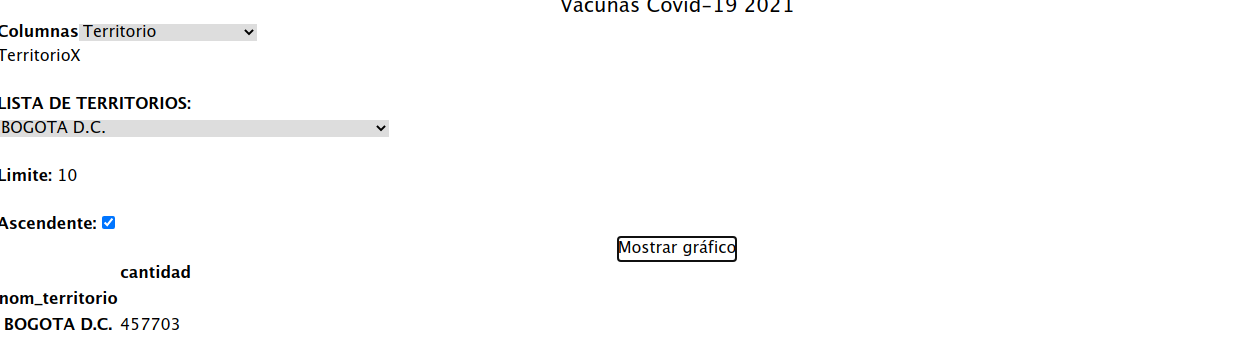 Vacunas Covid-19 2021
Columnas Territorio
TerritorioX
LISTA DE TERRITORIOS:
BOGOTA D.C.
Limite: 10
Ascendente:
Mostrar gráfico
cantidad
nom_territorio
BOGOTA D.C. 457703